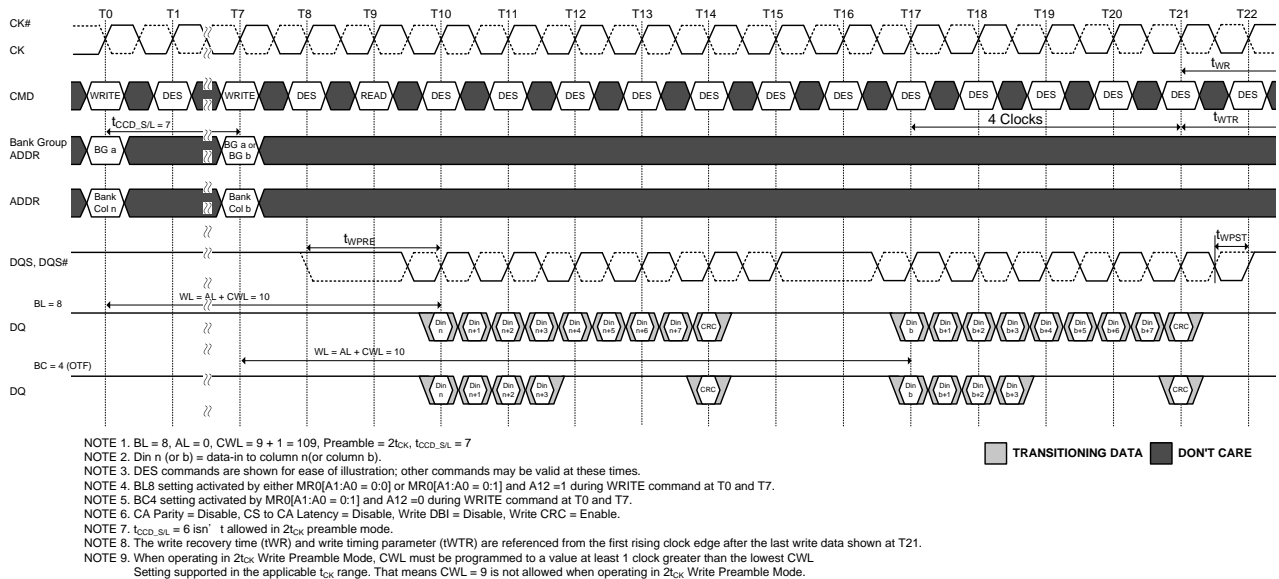 T0 T1 T7 T8 T9 T10 T11 T12 T13 T14 T15 T16 T17 T18 T19 T20 T21 T22
CK#
CK
tWR
CMD WRITE DES WRITE DES READ DES DES DES DES DES DES DES DES DES DES DES DES DES
tCCD_S/L = 7
4 Clocks
tWTR
Bank Group
ADDR
BG a
BG a or
BG b
ADDR
Bank
Col n
Bank
Col b
tWPRE
tWPST
DQS, DQS#
BL = 8
WL = AL + CWL = 10
DQ
Din n Din n+1 Din n+2 Din n+3 Din n+4 Din n+5 Din n+6 Din n+7 CRC Din b Din b+1 Din b+2 Din b+3 Din b+4 Din b+5 Din b+6 Din b+7 CRC
WL = AL + CWL = 10
BC = 4 (OTF)
DQ
Din n Din n+1 Din n+2 Din n+3 CRC Din b Din b+1 Din b+2 Din b+3 CRC
NOTE 1. BL = 8, AL = 0, CWL = 9 + 1 = 109, Preamble = 2tCK, tCCD_S/L = 7
NOTE 2. Din n (or b) = data-in to column n(or column b).
NOTE 3. DES commands are shown for ease of illustration; other commands may be valid at these times.
NOTE 4. BL8 setting activated by either MR0[A1:A0 = 0:0] or MR0[A1:A0 = 0:1] and A12 =1 during WRITE command at T0 and T7.
NOTE 5. BC4 setting activated by MR0[A1:A0 = 0:1] and A12 =0 during WRITE command at T0 and T7.
NOTE 6. CA Parity = Disable, CS to CA Latency = Disable, Write DBI = Disable, Write CRC = Enable.
NOTE 7. tCCD_S/L = 6 isn' t allowed in 2tCK preamble mode.
NOTE 8. The write recovery time (tWR) and write timing parameter (tWTR) are referenced from the first rising clock edge after the last write data shown at T21.
NOTE 9. When operating in 2tCK Write Preamble Mode, CWL must be programmed to a value at least 1 clock greater than the lowest CWL
Setting supported in the applicable tCK range. That means CWL = 9 is not allowed when operating in 2tCK Write Preamble Mode.
TRANSITIONING DATA
DON'T CARE